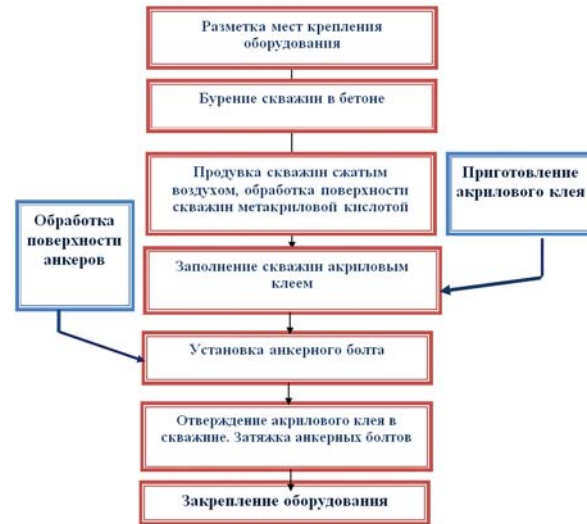 Разметка мест крепления
оборудования
Бурение скважин в бетоне
Продувка скважин сжатым
воздухом, обработка поверхности
скважин метакриловой кислотой
Приготовление
акрилового клея
Обработка
поверхности
анкеров
Заполнение скважин акриловым
клеем
Установка анкерного болта
Отверждение акрилового клея в
скважине. Затяжка анкерных болтов
Закрепление оборудования